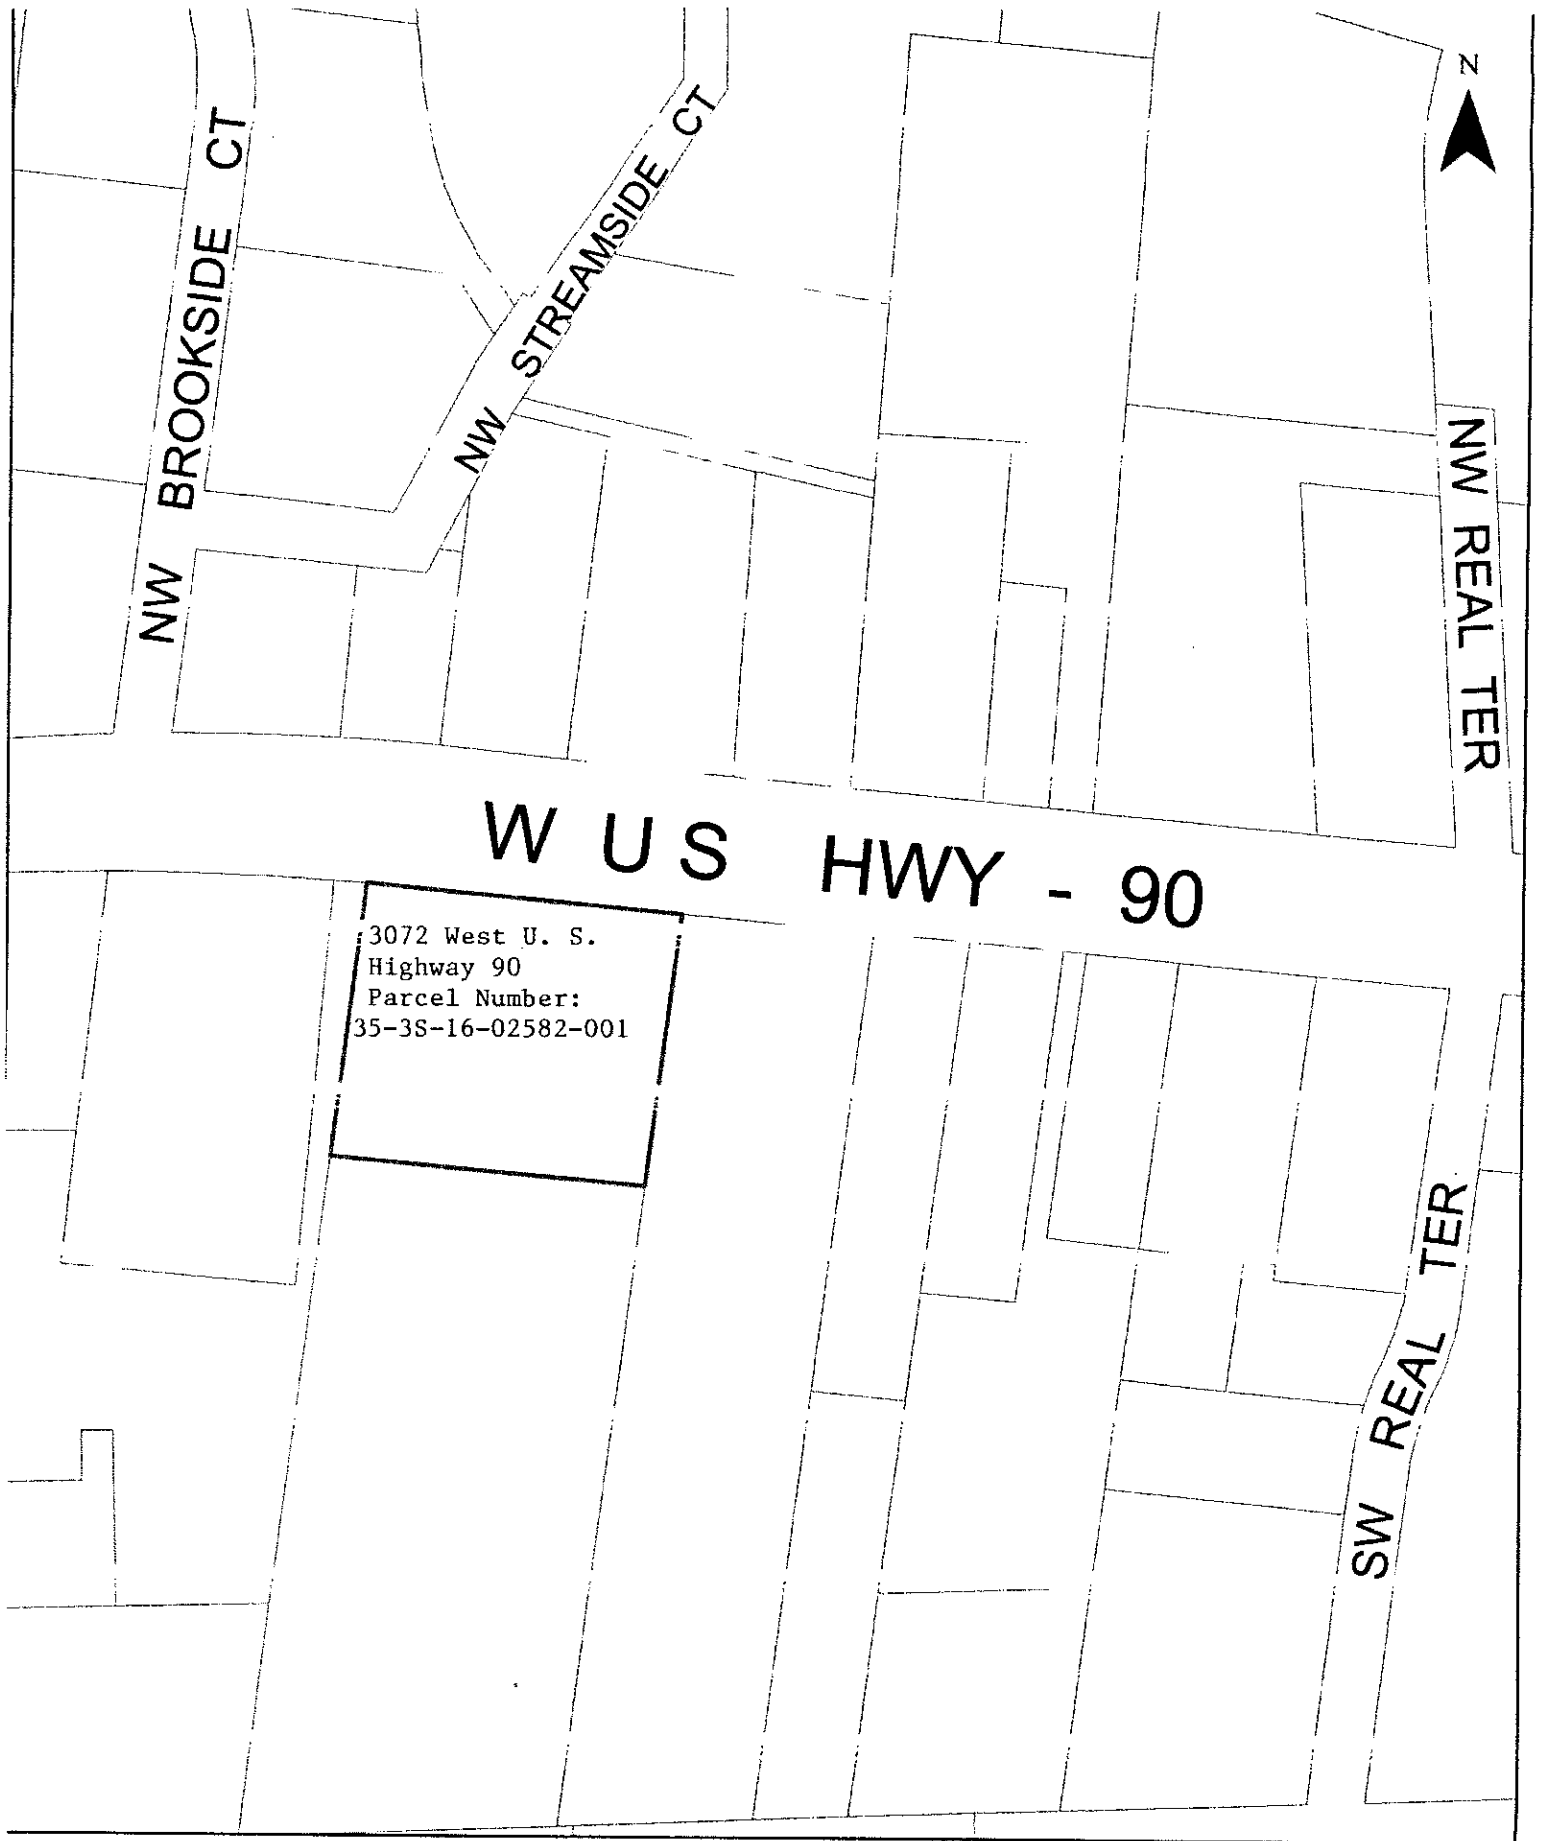 N
NW BROOKSIDE CT
NW STREAMSIDE CT
NW REAL TER
W US HWY - 90
3072 West U. S.
Highway 90
Parcel Number:
35-3S-16-02582-001
SW REAL TER